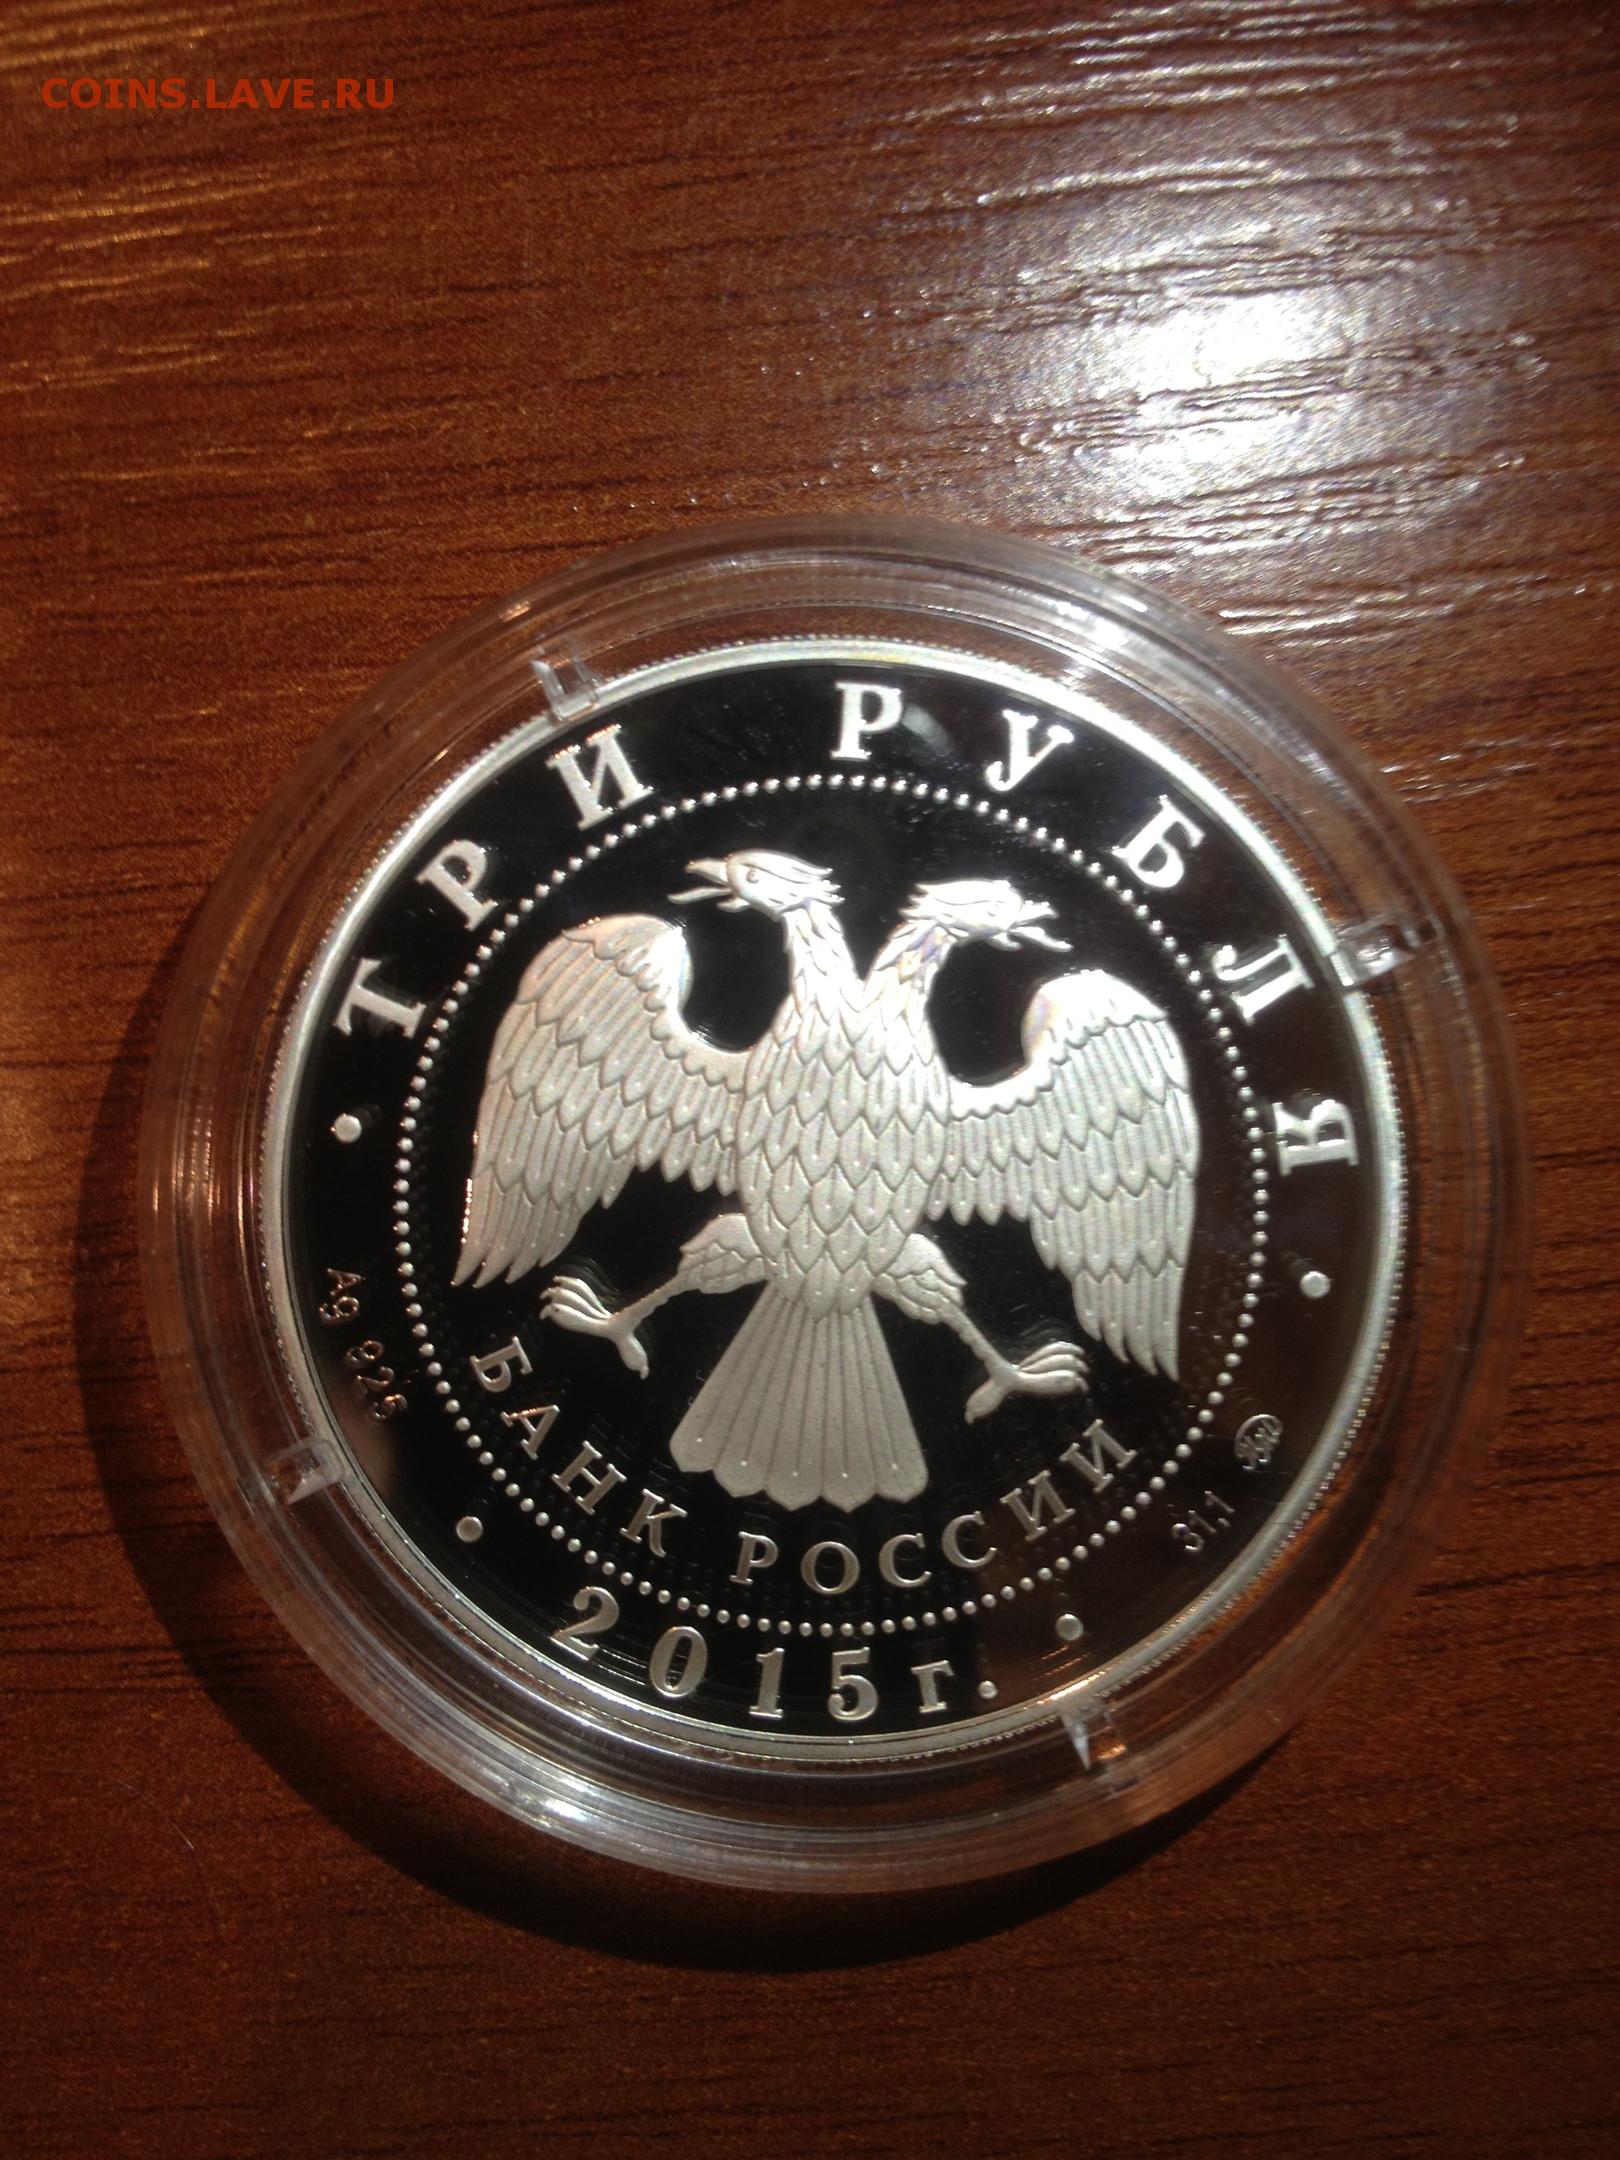 COINS.LAVE.RU
· ТРИ РУБЛЯ ·
Ag 925
БАНК РОССИИ
31,1
• 2015 г. •